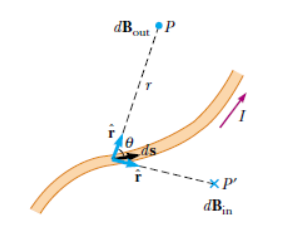 dB_out P
r
r̂ θ ds I
r̂
P′
dB_in